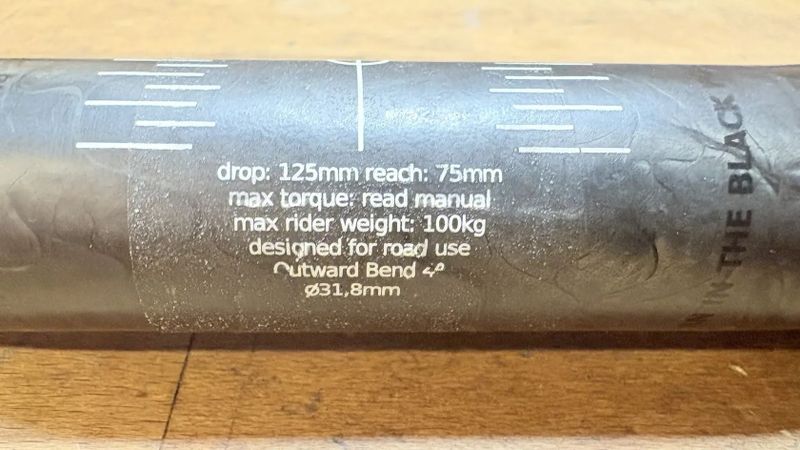 drop: 125mm reach: 75mm
max torque: read manual
max rider weight: 100kg
designed for road use
Outward Bend 4°
ø31,8mm
IN THE BLACK